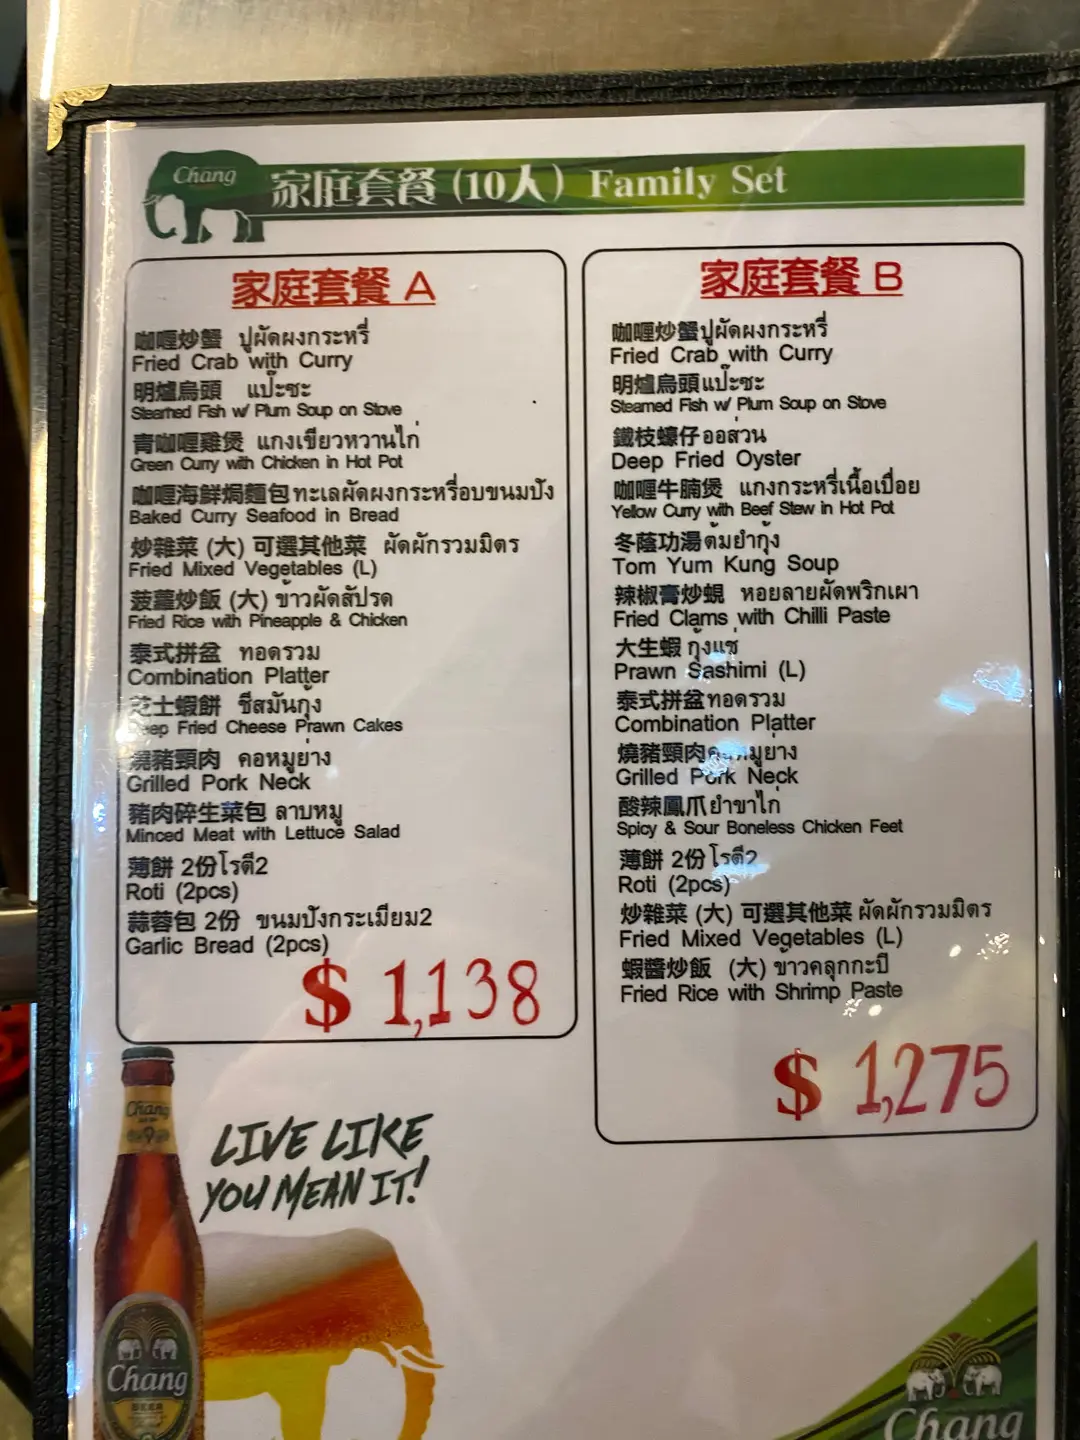 Chang
家庭套餐 (10人) Family Set
家庭套餐 A
咖喱炒蟹 ปูผัดผงกระหรี่
Fried Crab with Curry
明爐烏頭 แป๊ะซะ
Steamed Fish w/ Plum Soup on Stove
青咖喱雞煲 แกงเขียวหวานไก่
Green Curry with Chicken in Hot Pot
咖喱海鮮焗麵包 ทะเลผัดผงกระหรี่อบขนมปัง
Baked Curry Seafood in Bread
炒雜菜 (大) 可選其他菜 ผัดผักรวมมิตร
Fried Mixed Vegetables (L)
菠蘿炒飯 (大) ข้าวผัดสัปรด
Fried Rice with Pineapple & Chicken
泰式拼盆 ทอดรวม
Combination Platter
芝士蝦餅 ชีสมันกุ้ง
Deep Fried Cheese Prawn Cakes
燒豬頸肉 คอหมูย่าง
Grilled Pork Neck
豬肉碎生菜包 ลาบหมู
Minced Meat with Lettuce Salad
薄餅 2份 โรตี2
Roti (2pcs)
蒜蓉包 2份 ขนมปังกระเมียม2
Garlic Bread (2pcs)
$ 1,138
家庭套餐 B
咖喱炒蟹 ปูผัดผงกระหรี่
Fried Crab with Curry
明爐烏頭 แป๊ะซะ
Steamed Fish w/ Plum Soup on Stove
鐵枝蠔仔 ออส่วน
Deep Fried Oyster
咖喱牛腩煲 แกงกระหรี่เนื้อเปื่อย
Yellow Curry with Beef Stew in Hot Pot
冬蔭功湯 ต้มยำกุ้ง
Tom Yum Kung Soup
辣椒膏炒蜆 หอยลายผัดพริกเผา
Fried Clams with Chilli Paste
大生蝦 กุ้งแช่
Prawn Sashimi (L)
泰式拼盆 ทอดรวม
Combination Platter
燒豬頸肉 คอหมูย่าง
Grilled Pork Neck
酸辣鳳爪 ยำขาไก่
Spicy & Sour Boneless Chicken Feet
薄餅 2份 โรตี2
Roti (2pcs)
炒雜菜 (大) 可選其他菜 ผัดผักรวมมิตร
Fried Mixed Vegetables (L)
蝦醬炒飯 (大) ข้าวคลุกกะปิ
Fried Rice with Shrimp Paste
$ 1,275
LIVE LIKE
YOU MEAN IT!
Chang
Chang
Chang